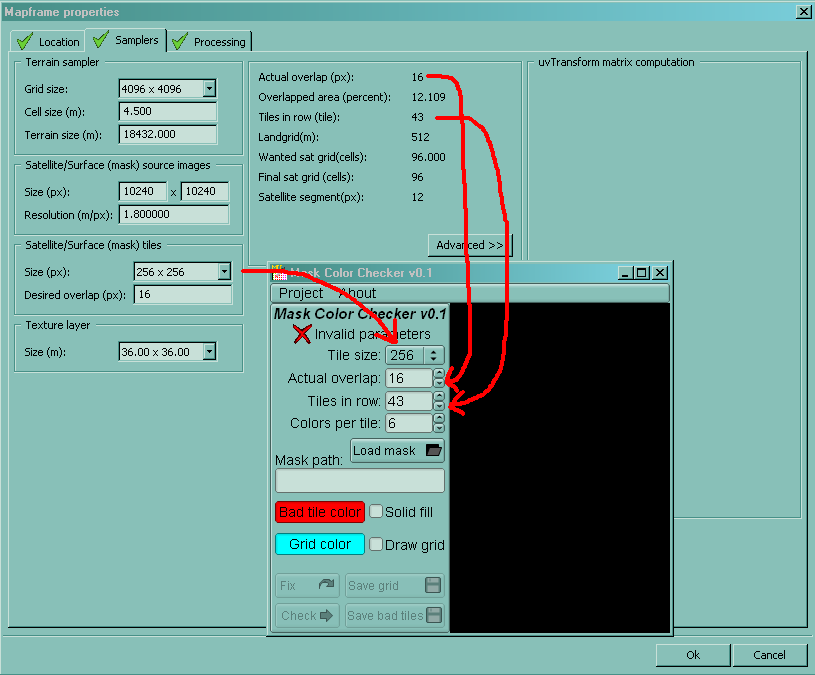 Mapframe properties
Location
Samplers
Processing
Terrain sampler
Grid size:
4096 x 4096
Cell size (m):
4.500
Terrain size (m):
18432.000
Satellite/Surface (mask) source images
Size (px):
10240 x 10240
Resolution (m/px):
1.800000
Satellite/Surface (mask) tiles
Size (px):
256 x 256
Desired overlap (px):
16
Texture layer
Size (m):
36.00 x 36.00
Actual overlap (px):
16
Overlapped area (percent):
12.109
Tiles in row (tile):
43
Landgrid(m):
512
Wanted sat grid(cells):
96.000
Final sat grid (cells):
96
Satellite segment(px):
12
Advanced >>
uvTransform matrix computation
Mask Color Checker v0.1
Project About
Mask Color Checker v0.1
Invalid parameters
Tile size: 256
Actual overlap: 16
Tiles in row: 43
Colors per tile: 6
Load mask
Mask path:
Bad tile color
Solid fill
Grid color
Draw grid
Fix
Save grid
Check
Save bad tiles
Ok
Cancel